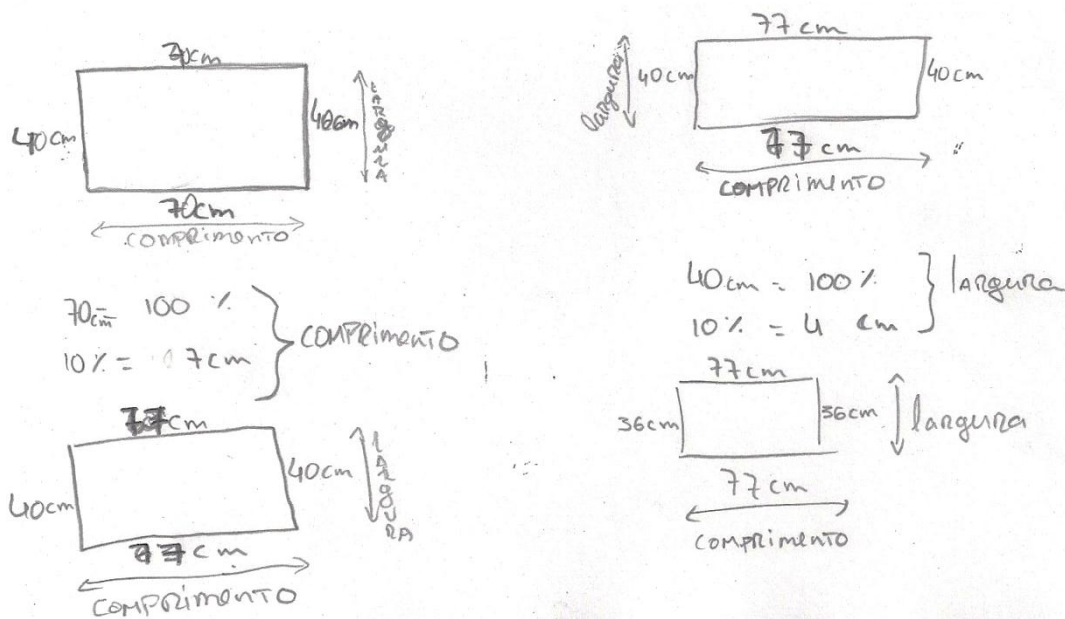 70cm
40cm
40cm
LARGURA
70cm
COMPRIMENTO
70cm = 100 %
10% = 7cm
COMPRIMENTO
77cm
40cm
40cm
LARGURA
77cm
COMPRIMENTO
77cm
largura
40cm
40cm
77cm
COMPRIMENTO
40cm = 100%
10% = 4 cm
largura
77cm
36cm
36cm
largura
77cm
COMPRIMENTO